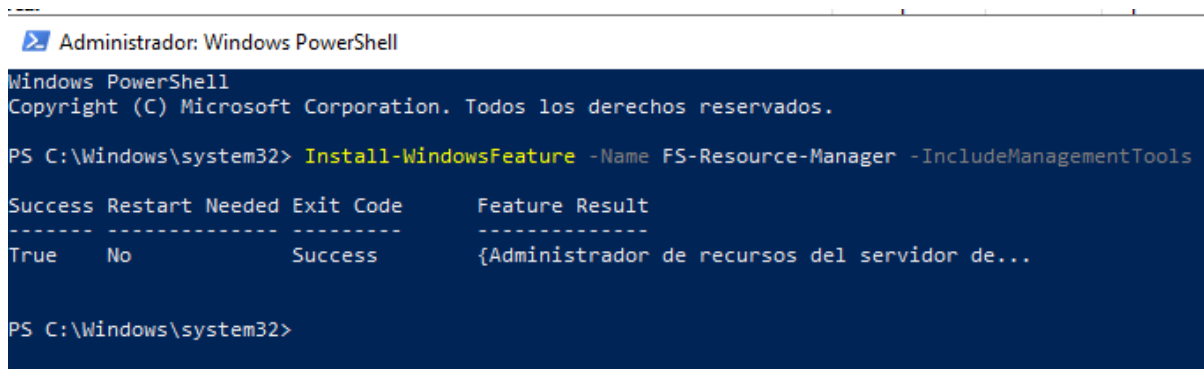 Administrador: Windows PowerShell
Windows PowerShell
Copyright (C) Microsoft Corporation. Todos los derechos reservados.
PS C:\Windows\system32> Install-WindowsFeature -Name FS-Resource-Manager -IncludeManagementTools
Success Restart Needed Exit Code      Feature Result
------- -------------- ---------      --------------
True    No             Success        {Administrador de recursos del servidor de...
PS C:\Windows\system32>